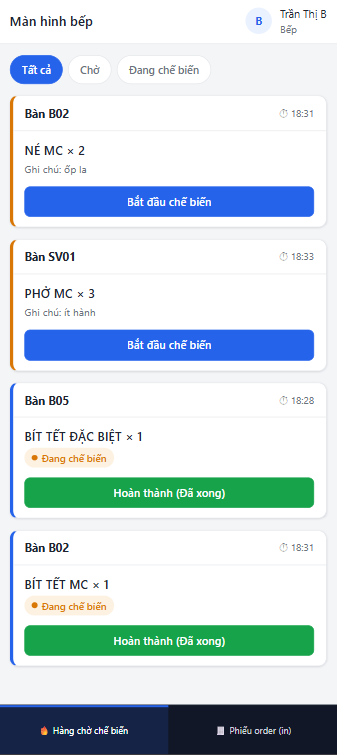 Màn hình bếp
B
Trần Thị B
Bếp
Tất cả
Chờ
Đang chế biến
Bàn B02
18:31
NÉ MC × 2
Ghi chú: ốp la
Bắt đầu chế biến
Bàn SV01
18:33
PHỞ MC × 3
Ghi chú: ít hành
Bắt đầu chế biến
Bàn B05
18:28
BÍT TẾT ĐẶC BIỆT × 1
Đang chế biến
Hoàn thành (Đã xong)
Bàn B02
18:31
BÍT TẾT MC × 1
Đang chế biến
Hoàn thành (Đã xong)
Hàng chờ chế biến
Phiếu order (in)